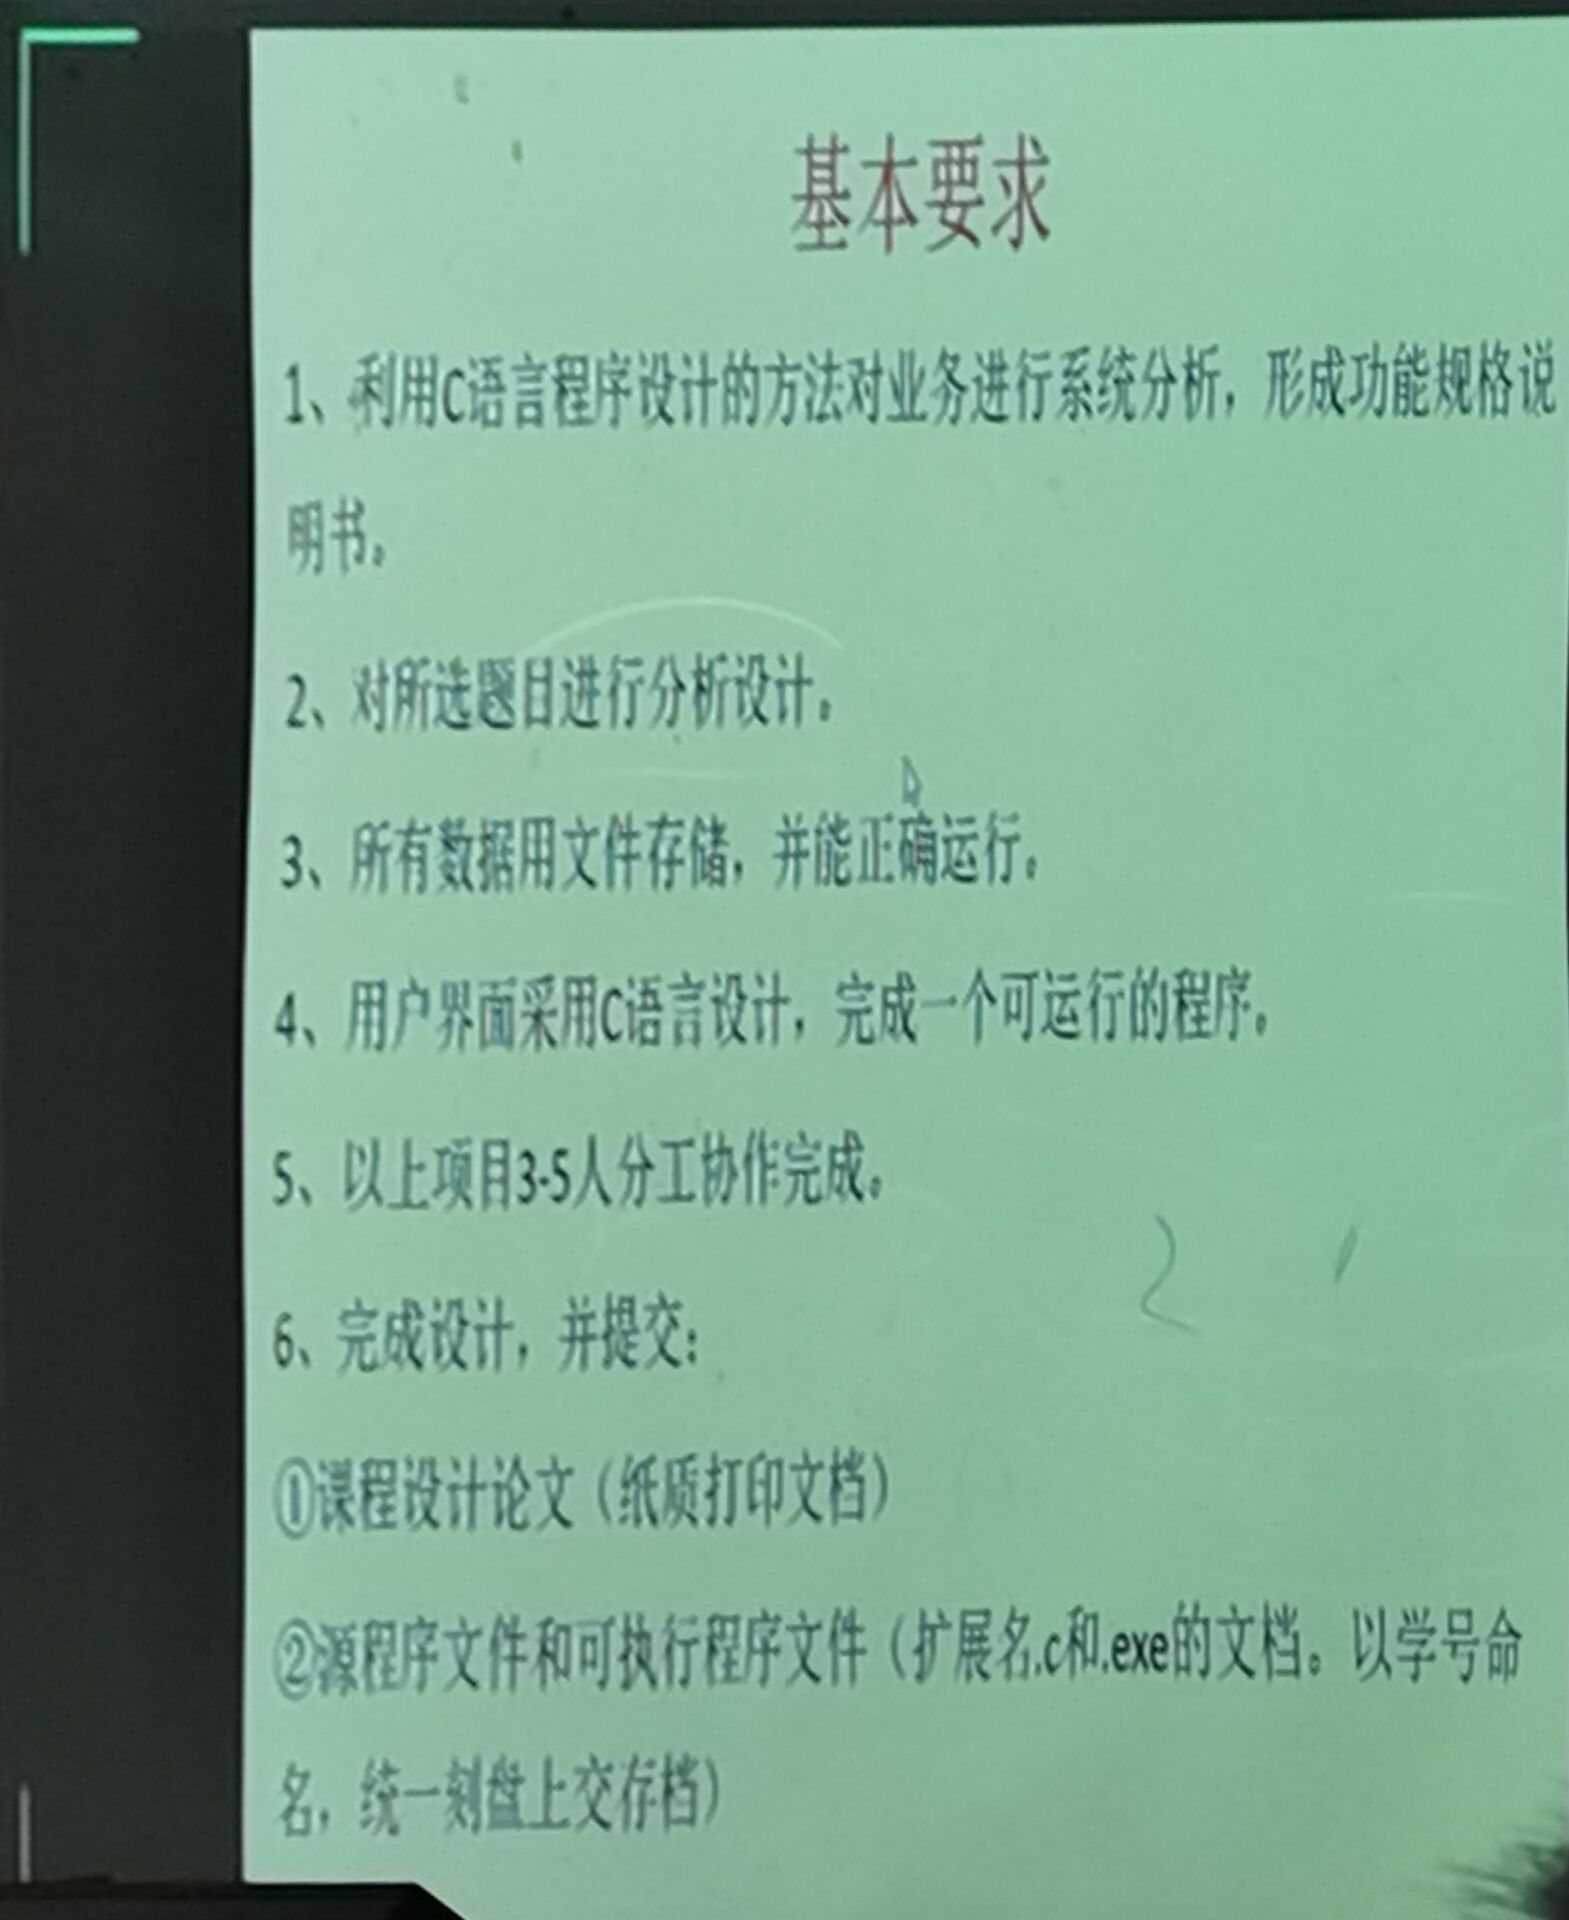 基本要求
1、利用C语言程序设计的方法对业务进行系统分析，形成功能规格说
明书。
2、对所选题目进行分析设计。
3、所有数据用文件存储，并能正确运行。
4、用户界面采用C语言设计，完成一个可运行的程序。
5、以上项目3-5人分工协作完成。
6、完成设计，并提交：
①课程设计论文（纸质打印文档）
②源程序文件和可执行程序文件（扩展名.c和.exe的文档。以学号命
名，统一刻盘上交存档）